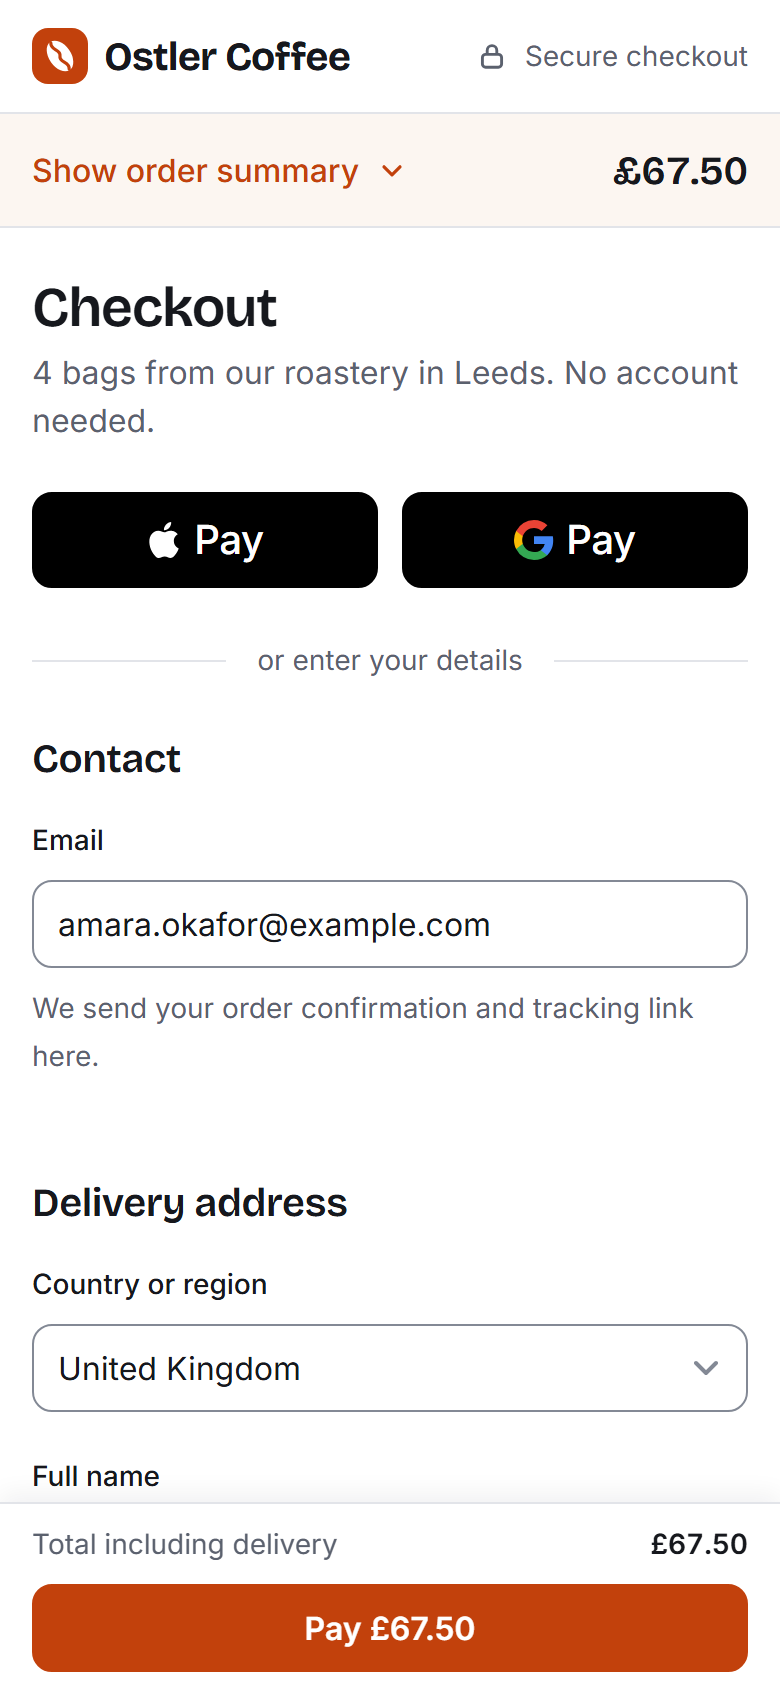 Ostler Coffee
Secure checkout
Show order summary
£67.50
Checkout
4 bags from our roastery in Leeds. No account
needed.
Pay
Pay
or enter your details
Contact
Email
amara.okafor@example.com
We send your order confirmation and tracking link
here.
Delivery address
Country or region
United Kingdom
Full name
Total including delivery
£67.50
Pay £67.50